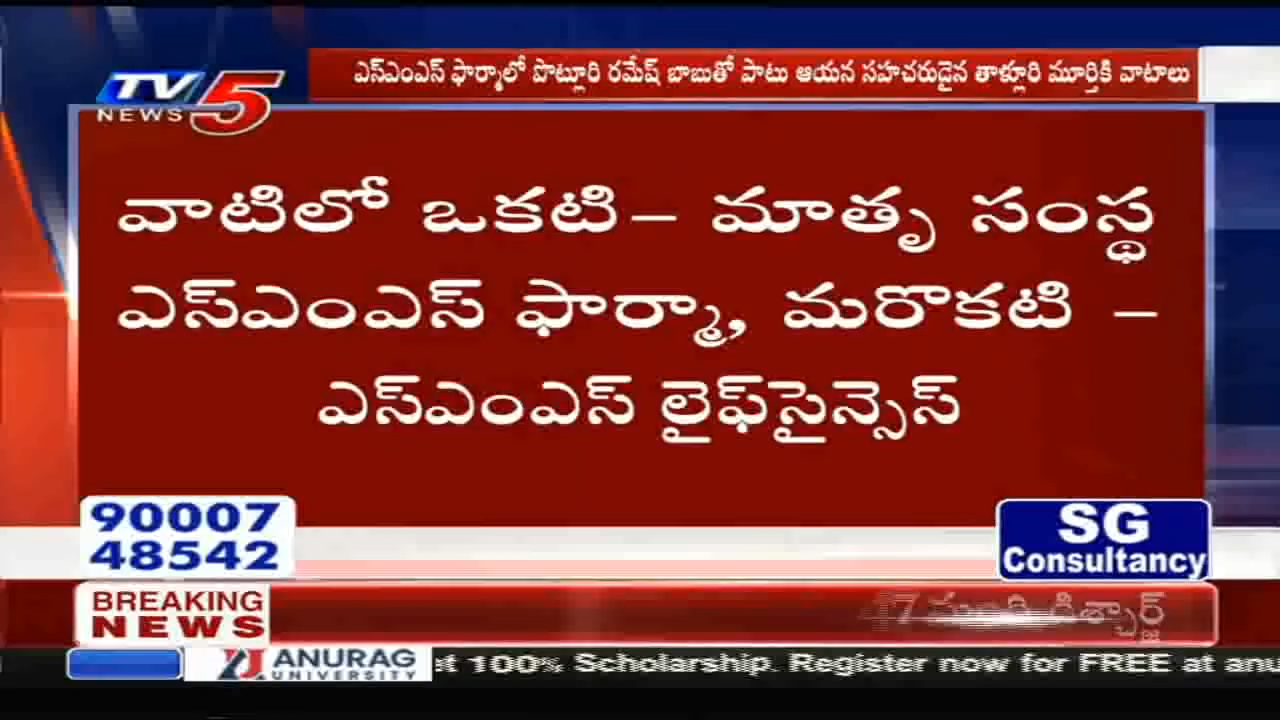 ఎస్ఎంఎస్ ఫార్మాలో పొట్లూరి రమేష్ బాబుతో పాటు ఆయన సహచరుడైన తాళ్లూరి మూర్తికి వాటాలు
TV5
NEWS
వాటిలో ఒకటి– మాతృ సంస్థ
ఎస్ఎంఎస్ ఫార్మా, మరొకటి –
ఎస్ఎంఎస్ లైఫ్‌సైన్సెస్
90007
48542
SG
Consultancy
BREAKING
NEWS
డిశ్చార్జ్
ANURAG
UNIVERSITY
100% Scholarship. Register now for FREE at